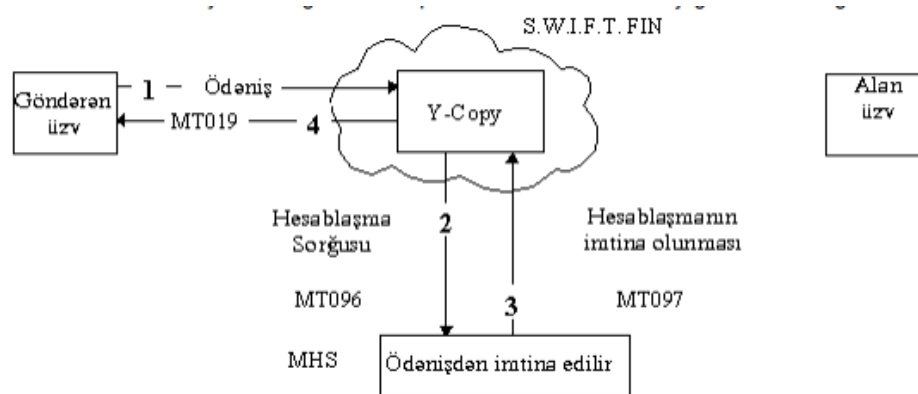 S.W.I.F.T. FIN
Göndərən
üzv
1
Ödəniş
MT019
4
Y-Copy
Alan
üzv
Hesablaşma
Sorğusu
2
Hesablaşmanın
imtina olunması
MT096
3
MT097
MHS
Ödənişdən imtina edilir